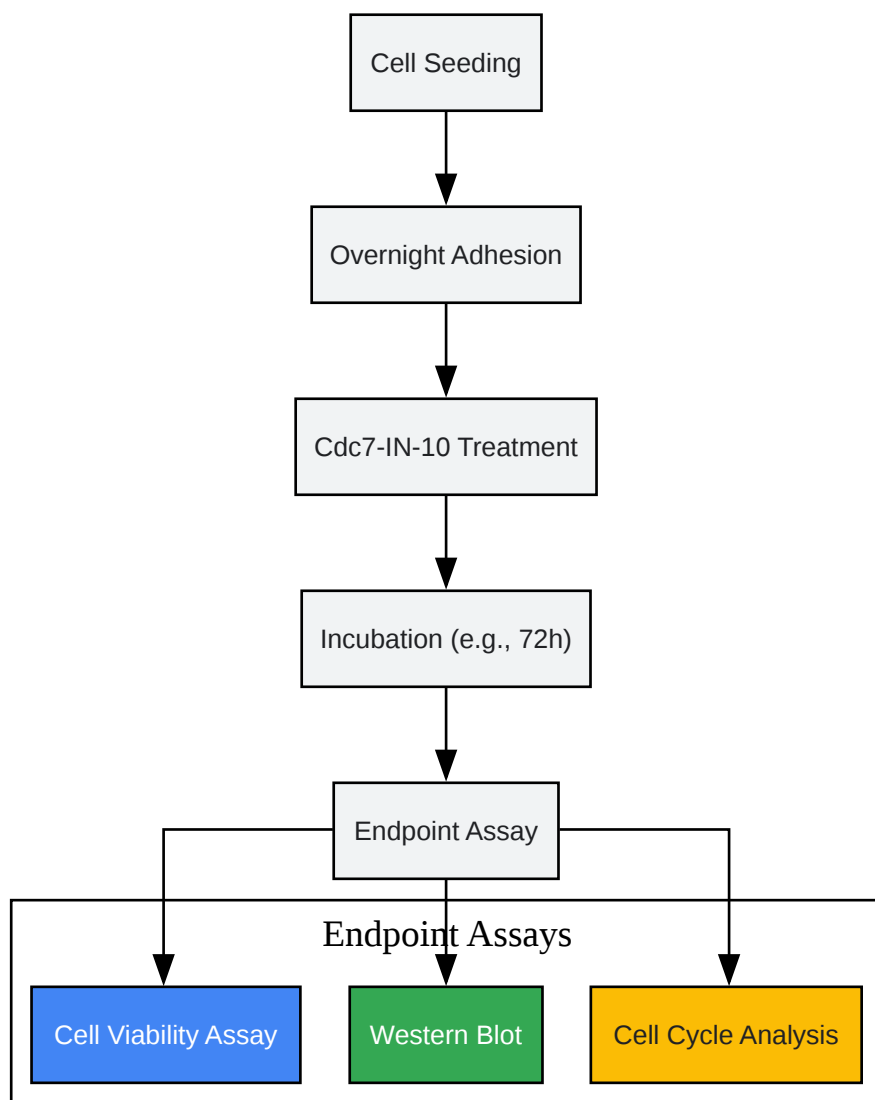 Cell Seeding
Overnight Adhesion
Cdc7-IN-10 Treatment
Incubation (e.g., 72h)
Endpoint Assay
Endpoint Assays
Cell Viability Assay
Western Blot
Cell Cycle Analysis